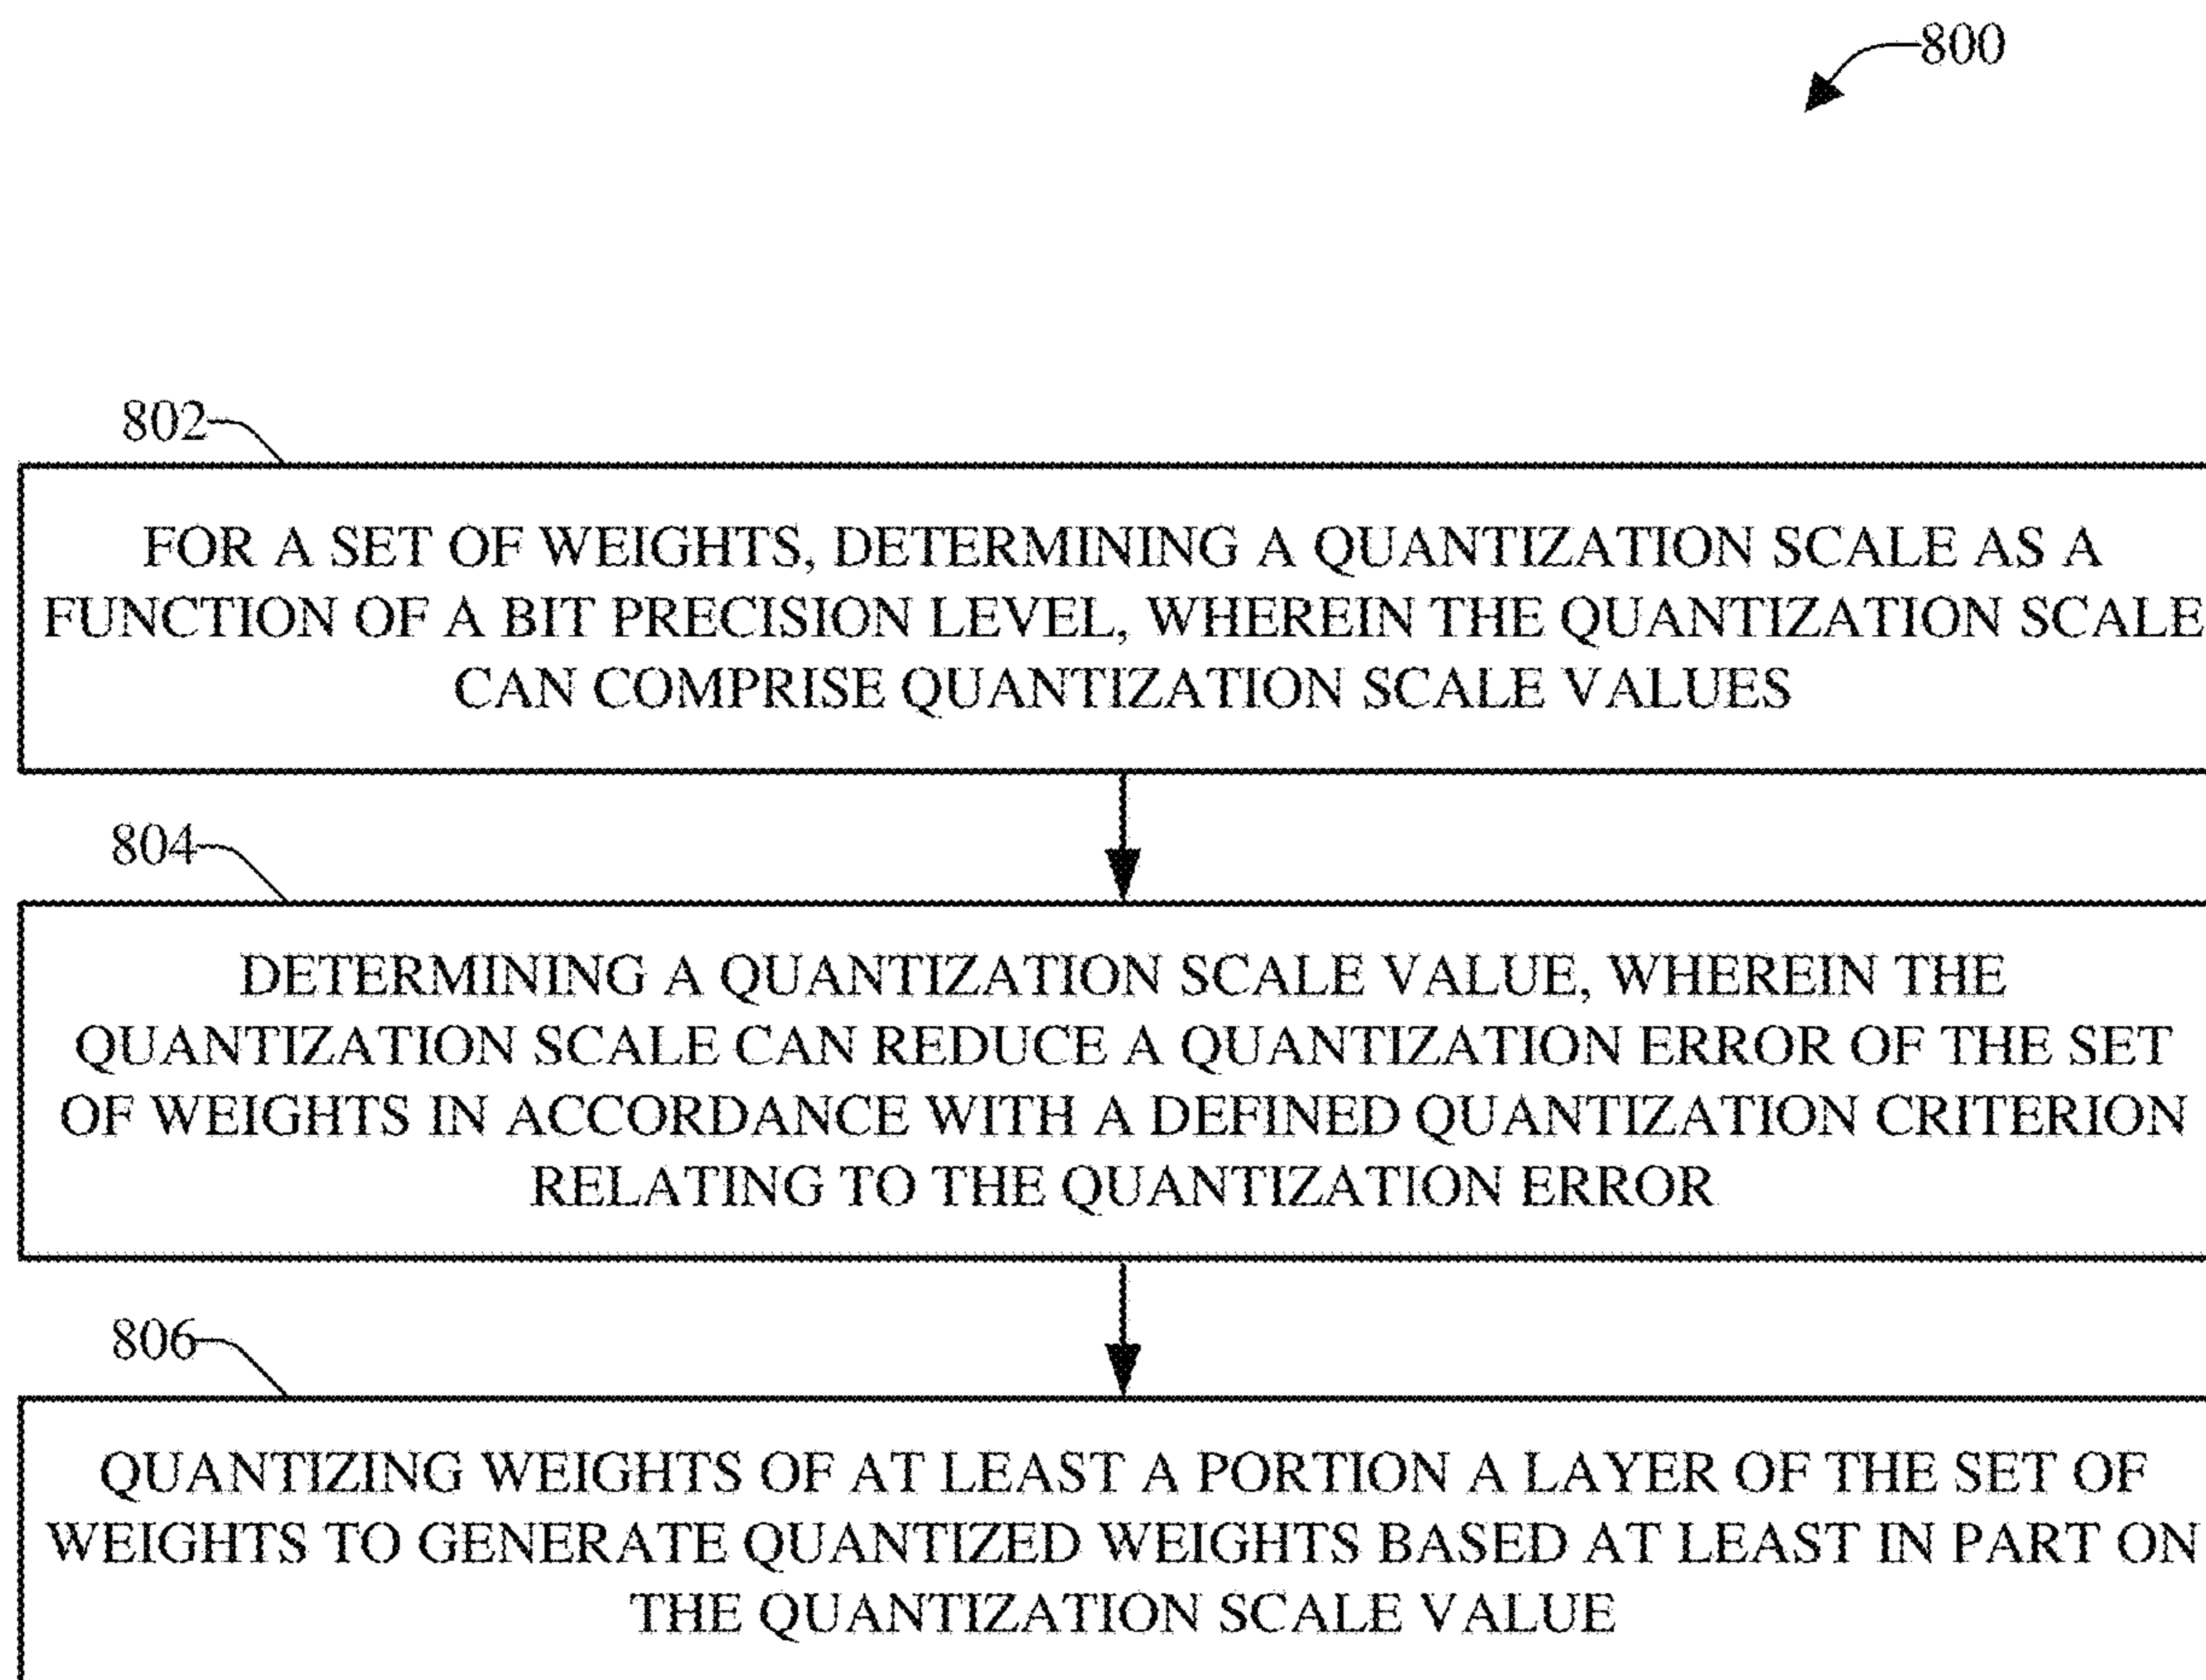 800
802
FOR A SET OF WEIGHTS, DETERMINING A QUANTIZATION SCALE AS A
FUNCTION OF A BIT PRECISION LEVEL, WHEREIN THE QUANTIZATION SCALE
CAN COMPRISE QUANTIZATION SCALE VALUES
804
DETERMINING A QUANTIZATION SCALE VALUE, WHEREIN THE
QUANTIZATION SCALE CAN REDUCE A QUANTIZATION ERROR OF THE SET
OF WEIGHTS IN ACCORDANCE WITH A DEFINED QUANTIZATION CRITERION
RELATING TO THE QUANTIZATION ERROR
806
QUANTIZING WEIGHTS OF AT LEAST A PORTION A LAYER OF THE SET OF
WEIGHTS TO GENERATE QUANTIZED WEIGHTS BASED AT LEAST IN PART ON
THE QUANTIZATION SCALE VALUE